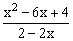 x² − 6x + 4
2 − 2x